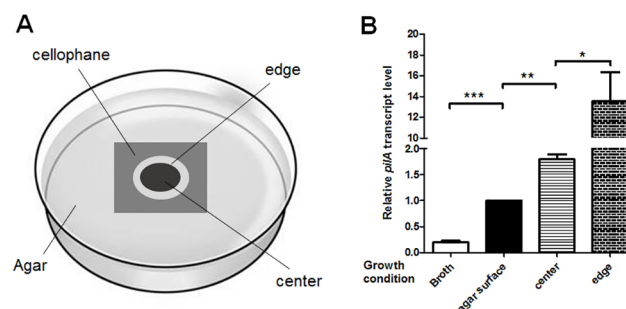 A
cellophane
edge
Agar
center
B
Relative pilA transcript level
20
18
16
14
12
10
2.0
1.5
1.0
0.5
0.0
***
**
*
Growth
condition
Broth
agar surface
center
edge